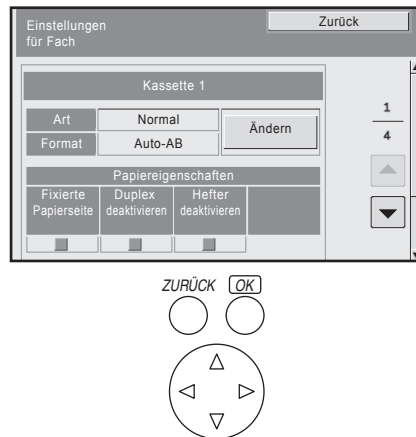 Einstellungen
für Fach
Zurück
Kassette 1
Art
Normal
Ändern
Format
Auto-AB
1
4
Papiereigenschaften
Fixierte
Papierseite
Duplex
deaktivieren
Hefter
deaktivieren
ZURÜCK
OK